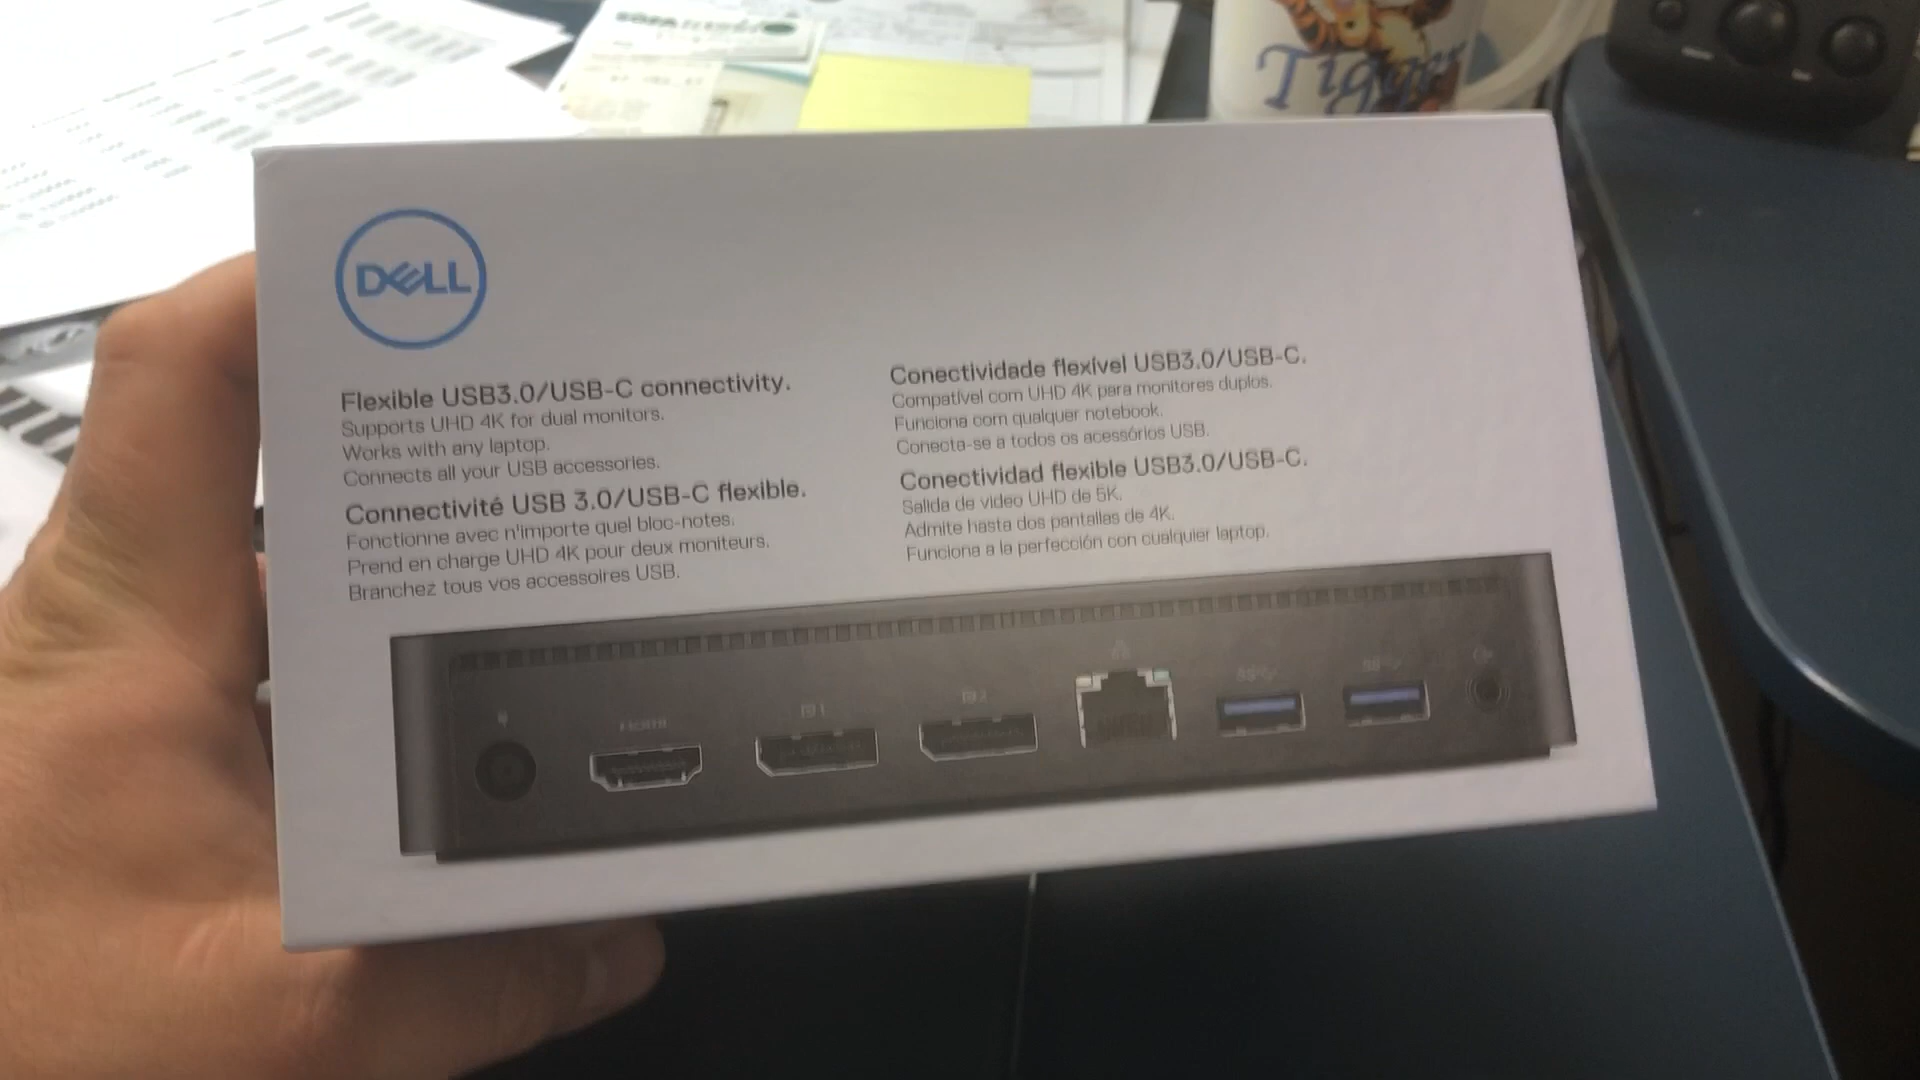 Tigger
DELL
Flexible USB3.0/USB-C connectivity.
Supports UHD 4K for dual monitors.
Works with any laptop.
Connects all your USB accessories.
Connectivité USB 3.0/USB-C flexible.
Fonctionne avec n'importe quel bloc-notes.
Prend en charge UHD 4K pour deux moniteurs.
Branchez tous vos accessoires USB.
Conectividade flexível USB3.0/USB-C.
Compatível com UHD 4K para monitores duplos.
Funciona com qualquer notebook.
Conecta-se a todos os acessórios USB.
Conectividad flexible USB3.0/USB-C.
Salida de video UHD de 5K.
Admite hasta dos pantallas de 4K.
Funciona a la perfección con cualquier laptop.
HDMI